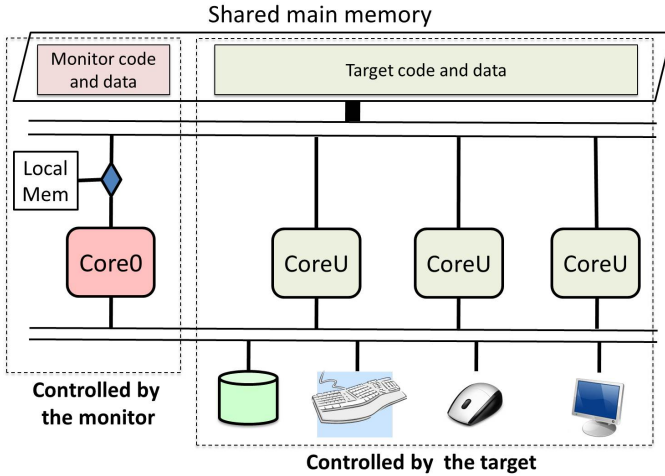 Shared main memory
Monitor code
and data
Target code and data
Local
Mem
Core0
CoreU
CoreU
CoreU
Controlled by
the monitor
Controlled by the target